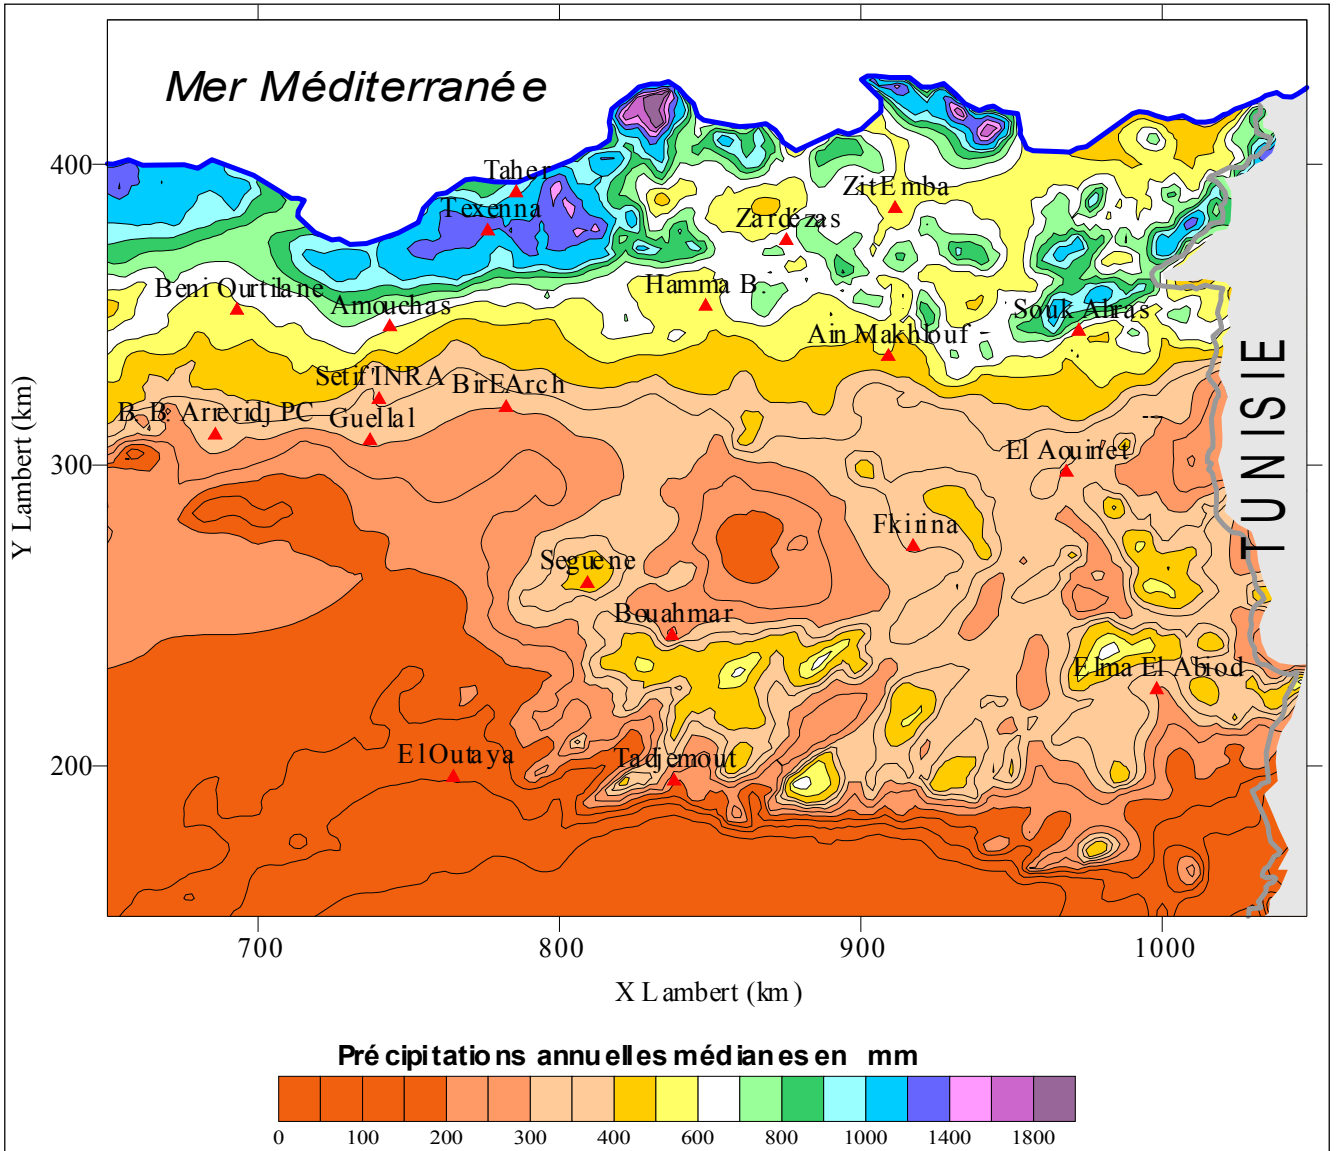 Mer Méditerranée
400
Taher
Texenna
Zit Emba
Zardézas
Beni Ourtilane
Amouchas
Hamma B.
Souk Ahras
Ain Makhlouf
Setif INRA
Bir El Arch
B. B. Arreridj PC
Guellal
TUNISIE
Y Lambert (km)
300
El Aouinet
Fkirina
Seguene
Bouahmar
Elma El Abiod
200
El Outaya
Tadjemout
700 800 900 1000
X Lambert (km)
Précipitations annuelles médianes en mm
0 100 200 300 400 600 800 1000 1400 1800